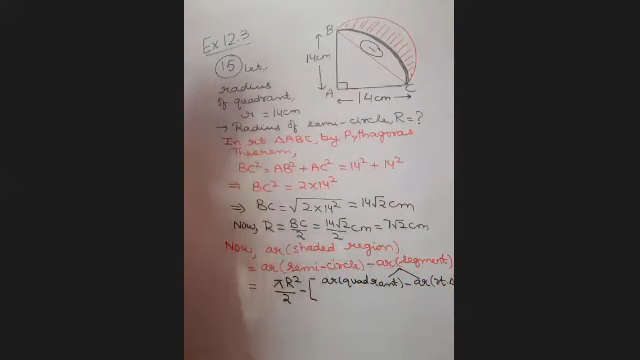 Ex 12.3
B
14cm
A
14cm
C
15 Let,
radius
of quadrant,
r = 14cm
→ Radius of semi-circle, R = ?
In rt ΔABC, by Pythagoras
Theorem,
BC² = AB² + AC² = 14² + 14²
⇒ BC² = 2×14²
⇒ BC = √2×14² = 14√2 cm
Now, R = BC/2 = 14√2/2 cm = 7√2 cm
Now, ar(shaded region)
= ar(semi-circle) - ar(segment)
= πR²/2 - [ ar(quadrant) - ar(rt Δ